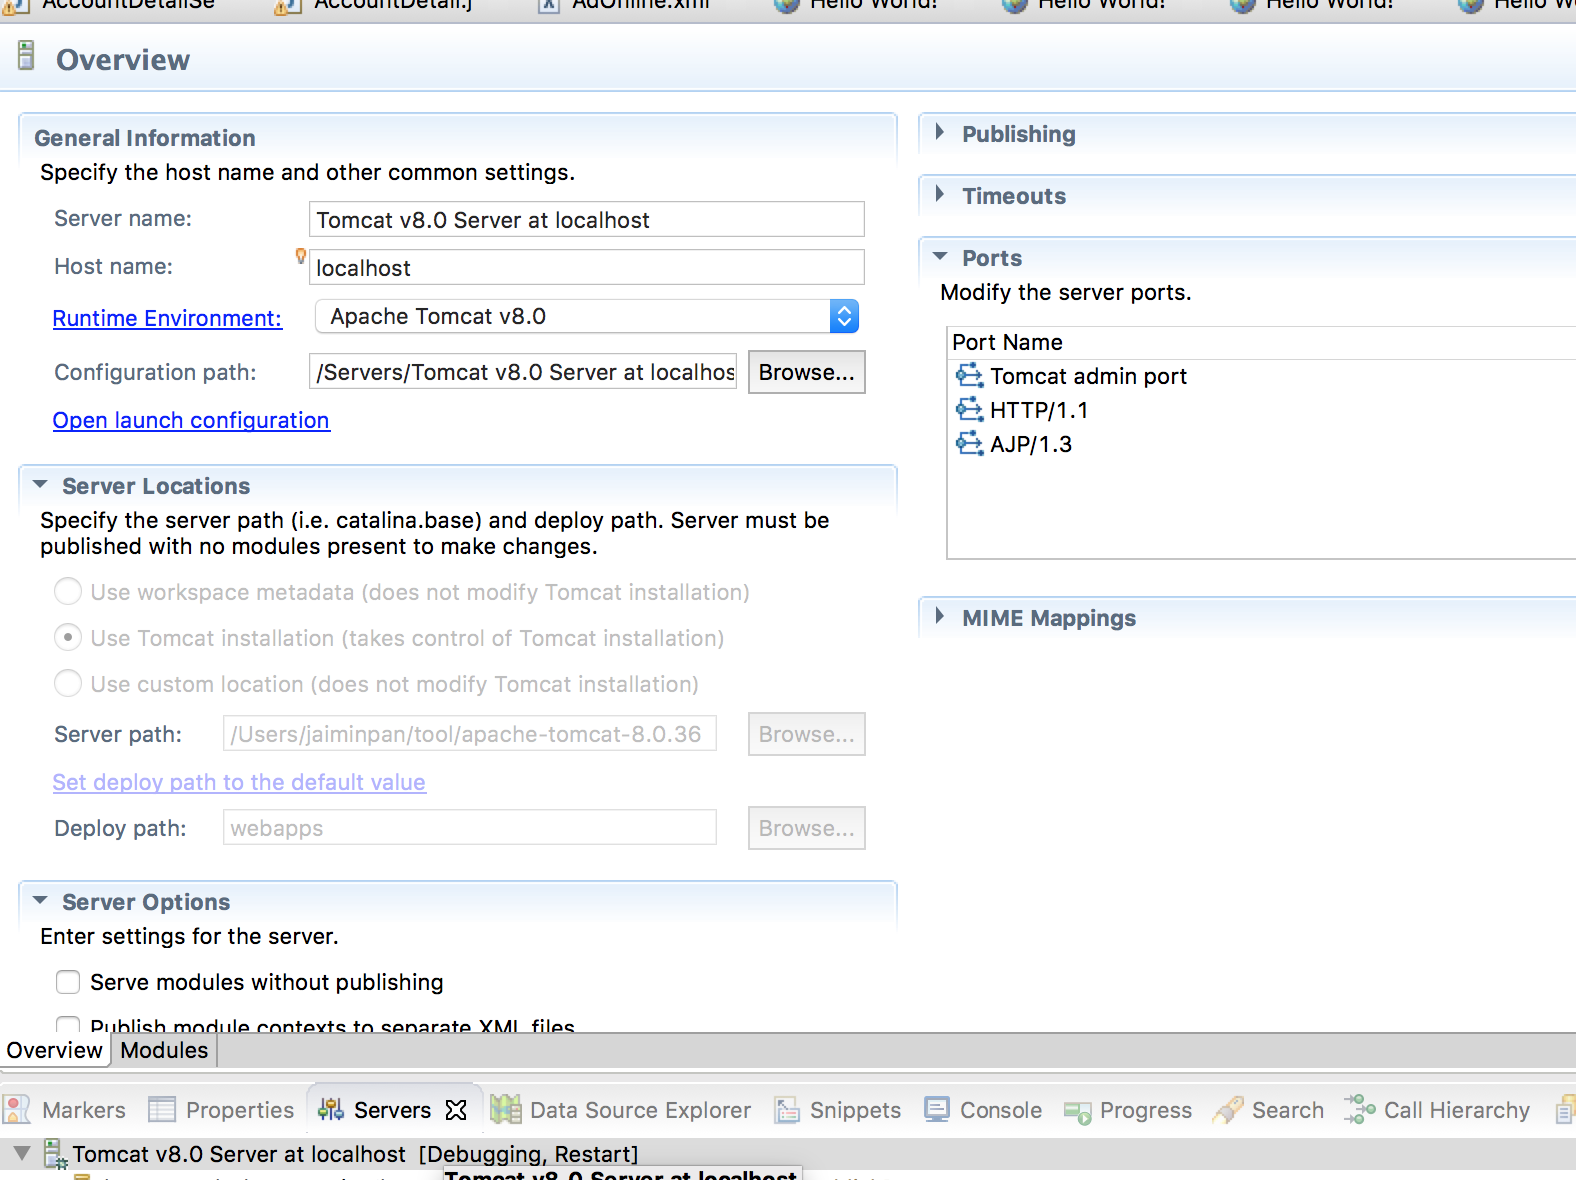 AccountDetailSe AccountDetail.j AdOnline.xml Hello World! Hello World! Hello World! Hello W
Overview
General Information
Specify the host name and other common settings.
Server name: Tomcat v8.0 Server at localhost
Host name: localhost
Runtime Environment: Apache Tomcat v8.0
Configuration path: /Servers/Tomcat v8.0 Server at localhos Browse...
Open launch configuration
Server Locations
Specify the server path (i.e. catalina.base) and deploy path. Server must be
published with no modules present to make changes.
Use workspace metadata (does not modify Tomcat installation)
Use Tomcat installation (takes control of Tomcat installation)
Use custom location (does not modify Tomcat installation)
Server path: /Users/jaiminpan/tool/apache-tomcat-8.0.36 Browse...
Set deploy path to the default value
Deploy path: webapps Browse...
Server Options
Enter settings for the server.
Serve modules without publishing
Publish module contexts to separate XML files
Publishing
Timeouts
Ports
Modify the server ports.
Port Name
Tomcat admin port
HTTP/1.1
AJP/1.3
MIME Mappings
Overview Modules
Markers Properties Servers Data Source Explorer Snippets Console Progress Search Call Hierarchy
Tomcat v8.0 Server at localhost [Debugging, Restart]
Tomcat v8.0 Server at localhost